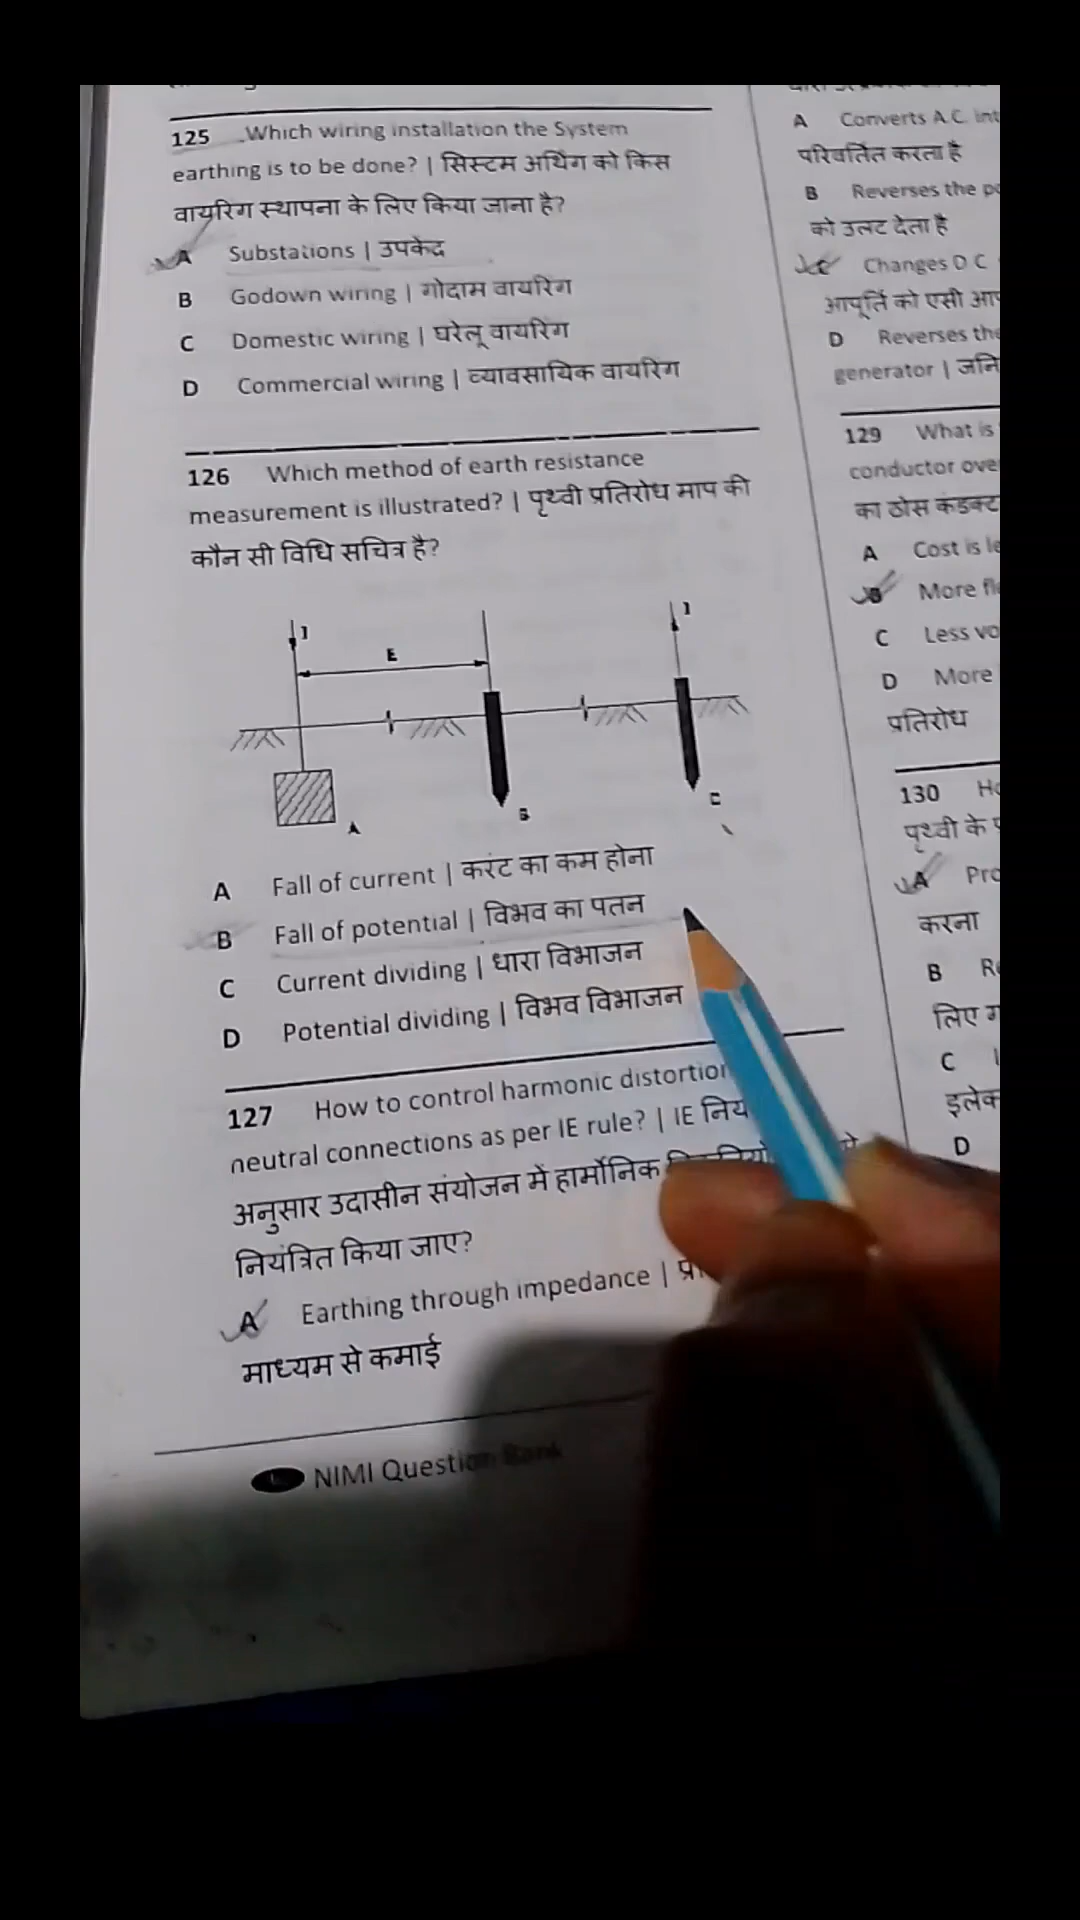 125 Which wiring installation the System
earthing is to be done? | सिस्टम अर्थिंग को किस
वायरिंग स्थापना के लिए किया जाना है?
A Substations | उपकेंद्र
B Godown wiring | गोदाम वायरिंग
C Domestic wiring | घरेलू वायरिंग
D Commercial wiring | व्यावसायिक वायरिंग
126 Which method of earth resistance
measurement is illustrated? | पृथ्वी प्रतिरोध माप की
कौन सी विधि सचित्र है?
I
E
I
A
B
C
A Fall of current | करंट का कम होना
B Fall of potential | विभव का पतन
C Current dividing | धारा विभाजन
D Potential dividing | विभव विभाजन
127 How to control harmonic distortion
neutral connections as per IE rule? | IE
अनुसार उदासीन संयोजन में हार्मोनिक
नियंत्रित किया जाए?
A Earthing through impedance |
माध्यम से कमाई
NIMI Question Bank
A Converts A.C.
परिवर्तित करता है
B Reverses the
को उलट देता है
C Changes D C
आपूर्ति को एसी
D Reverses the
generator |
129 What is
conductor over
का ठोस
A Cost is
B More
C Less
D More
प्रतिरोध
130
पृथ्वी के
A
करना
B
लिए
C
D